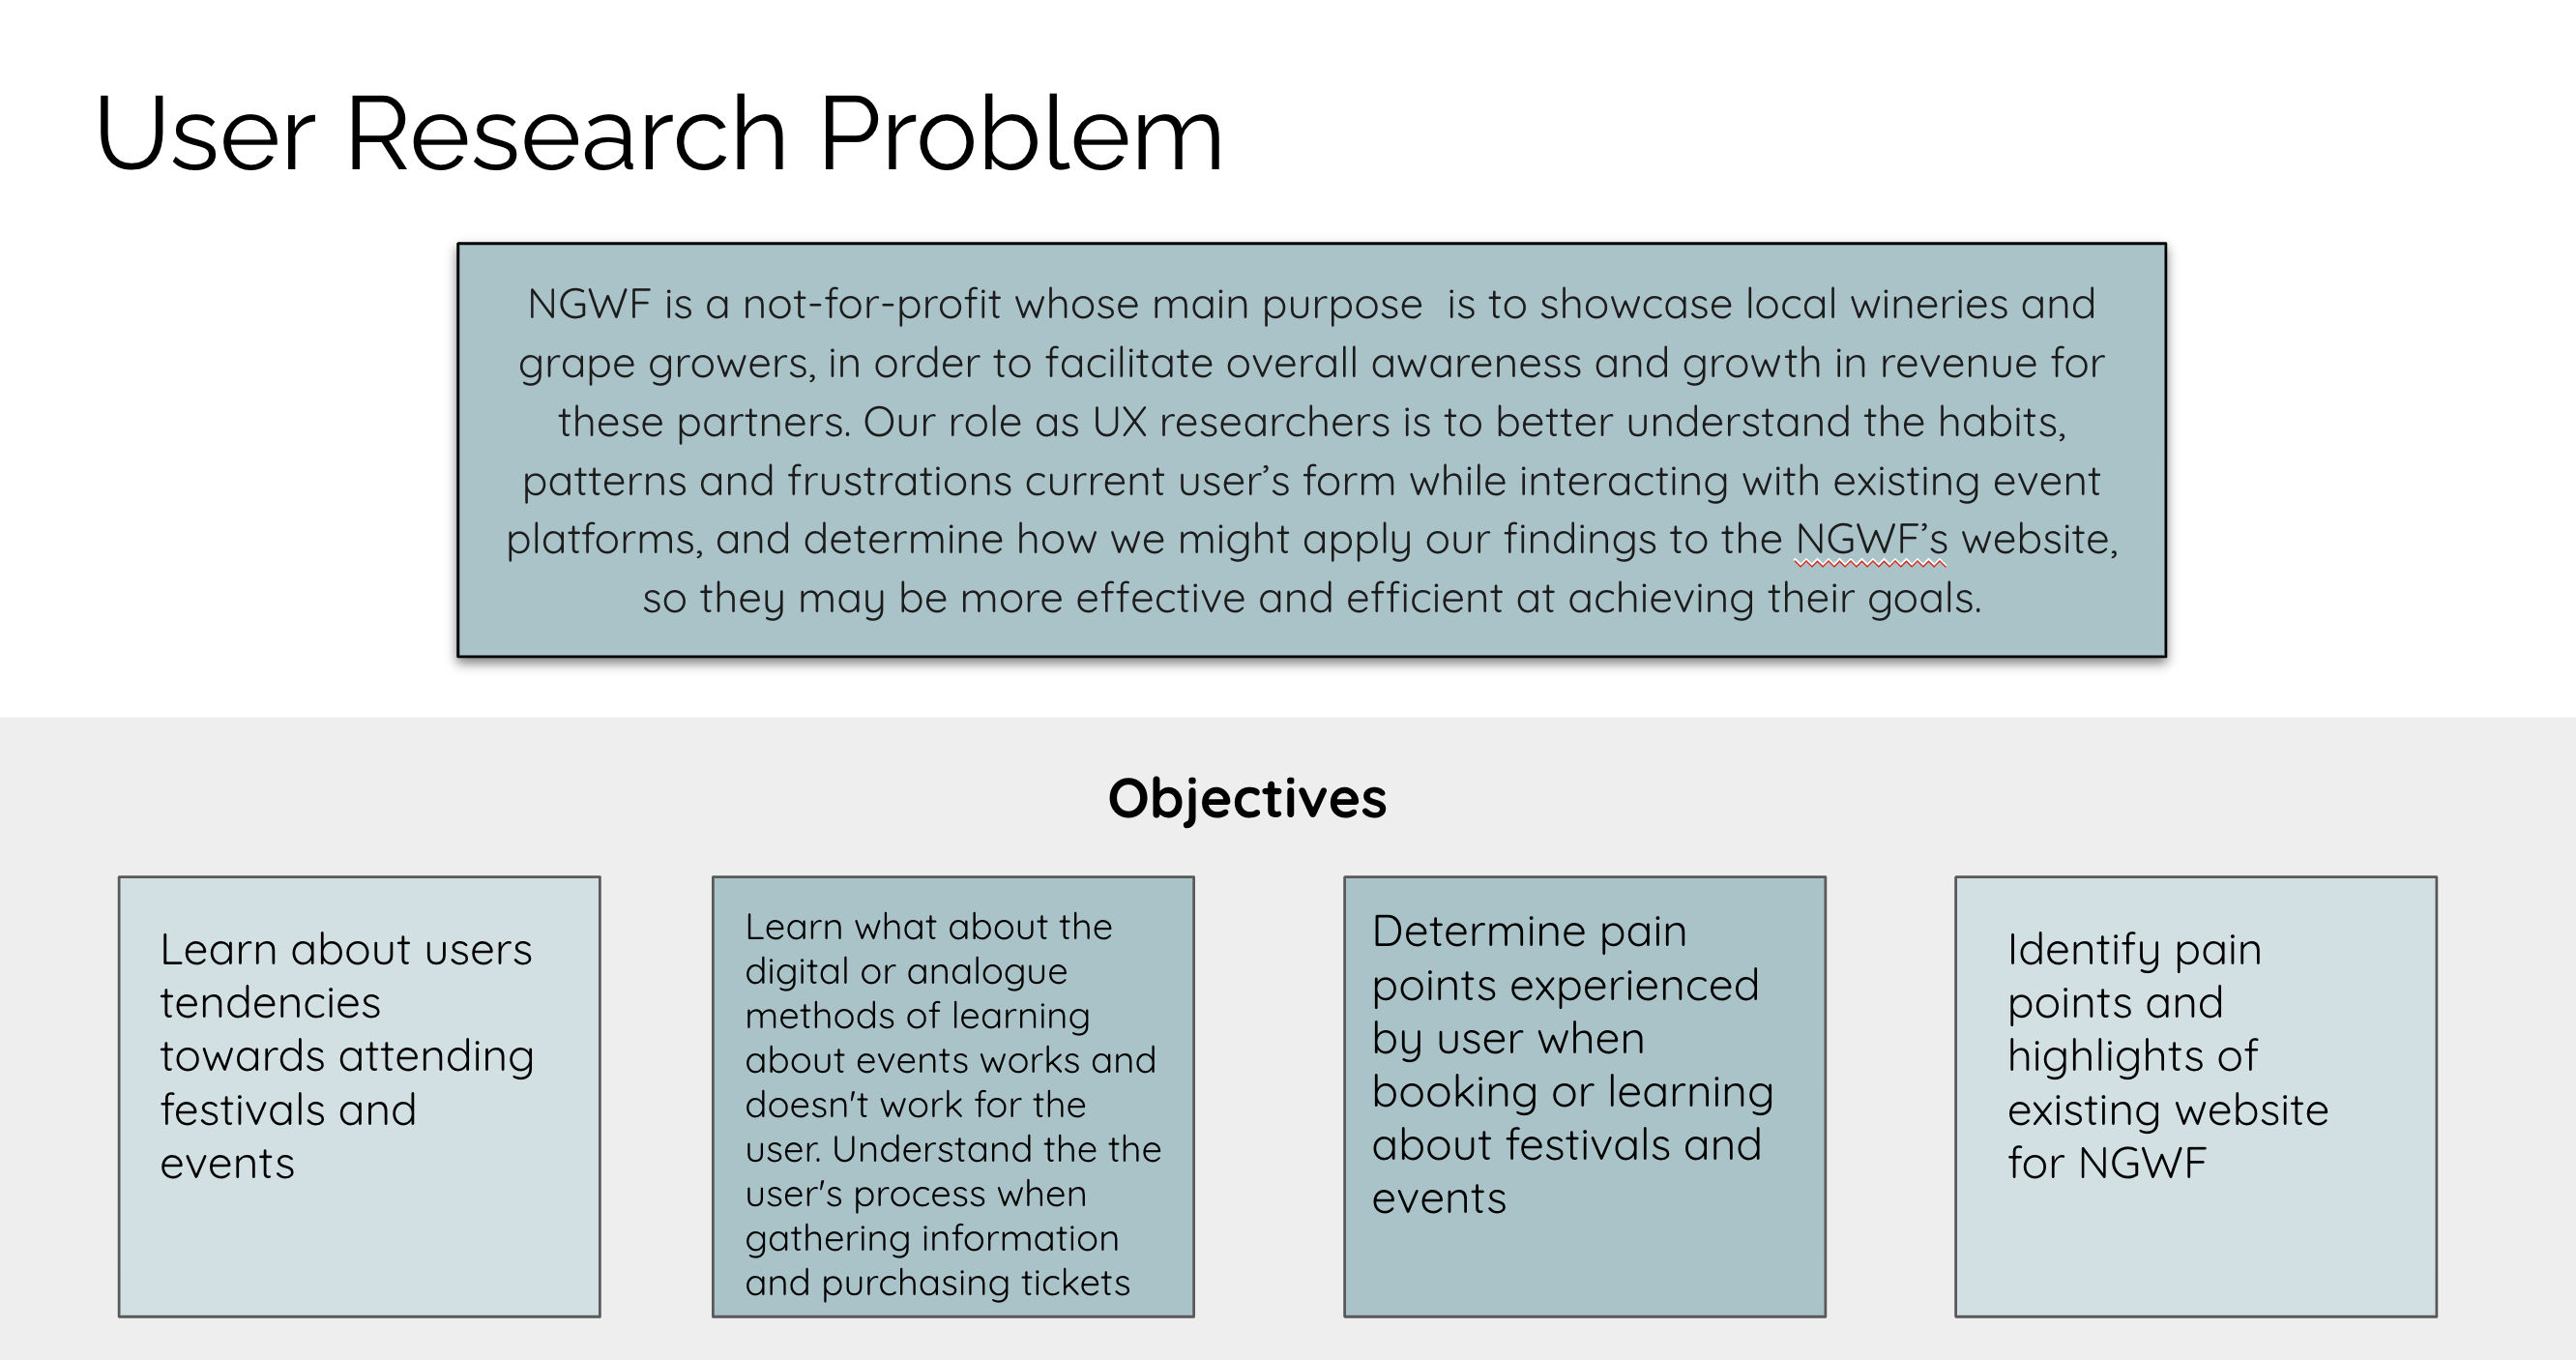 User Research Problem
NGWF is a not-for-profit whose main purpose  is to showcase local wineries and
grape growers, in order to facilitate overall awareness and growth in revenue for
these partners. Our role as UX researchers is to better understand the habits,
patterns and frustrations current user’s form while interacting with existing event
platforms, and determine how we might apply our findings to the NGWF’s website,
so they may be more effective and efficient at achieving their goals.
Objectives
Learn about users
tendencies
towards attending
festivals and
events
Learn what about the
digital or analogue
methods of learning
about events works and
doesn't work for the
user. Understand the the
user's process when
gathering information
and purchasing tickets
Determine pain
points experienced
by user when
booking or learning
about festivals and
events
Identify pain
points and
highlights of
existing website
for NGWF